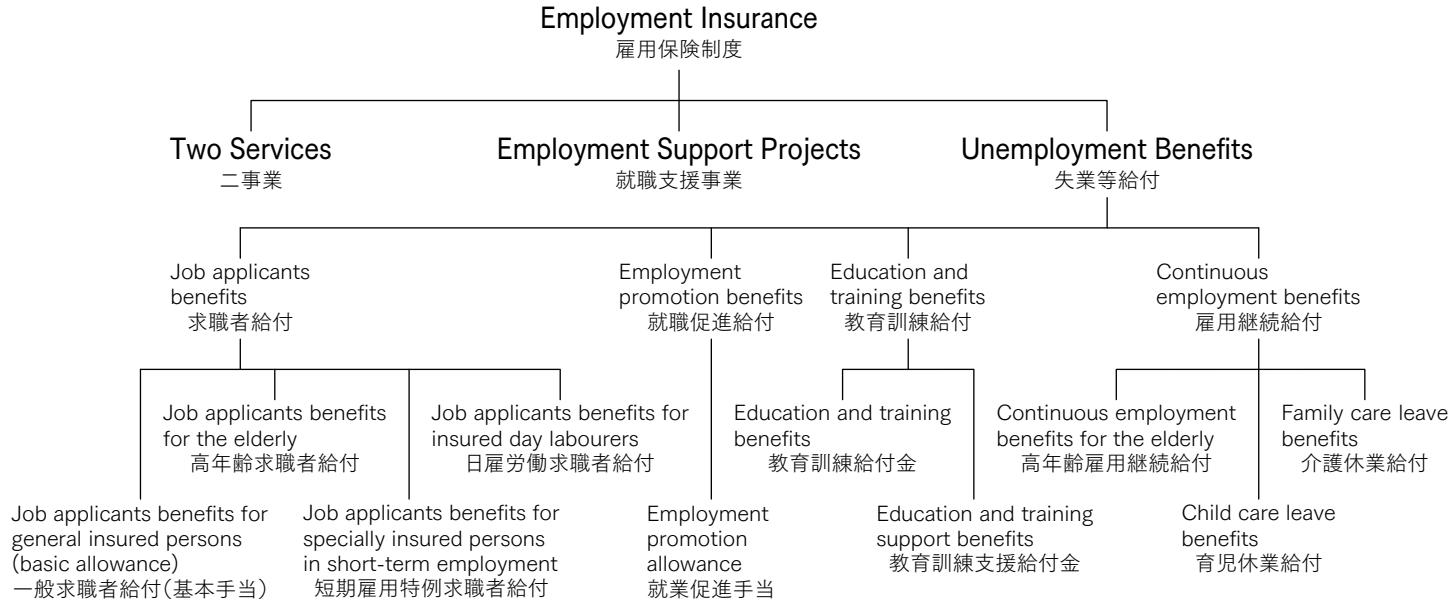 Employment Insurance
雇用保険制度
Two Services
二事業
Employment Support Projects
就職支援事業
Unemployment Benefits
失業等給付
Job applicants
benefits
求職者給付
Employment
promotion benefits
就職促進給付
Education and
training benefits
教育訓練給付
Continuous
employment benefits
雇用継続給付
Job applicants benefits
for the elderly
高年齢求職者給付
Job applicants benefits for
insured day labourers
日雇労働求職者給付
Education and training
benefits
教育訓練給付金
Continuous employment
benefits for the elderly
高年齢雇用継続給付
Family care leave
benefits
介護休業給付
Job applicants benefits for
general insured persons
(basic allowance)
一般求職者給付(基本手当)
Job applicants benefits for
specially insured persons
in short-term employment
短期雇用特例求職者給付
Employment
promotion
allowance
就業促進手当
Education and training
support benefits
教育訓練支援給付金
Child care leave
benefits
育児休業給付